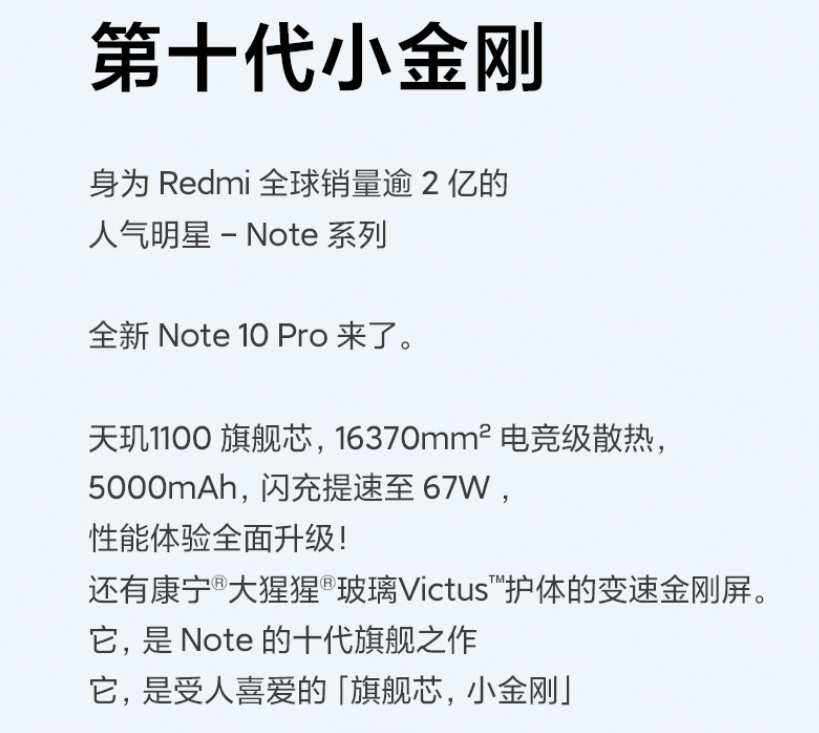 第十代小金刚
身为 Redmi 全球销量逾 2 亿的
人气明星 – Note 系列
全新 Note 10 Pro 来了。
天玑1100 旗舰芯, 16370mm² 电竞级散热,
5000mAh, 闪充提速至 67W ,
性能体验全面升级!
还有康宁®大猩猩®玻璃Victus™护体的变速金刚屏。
它, 是 Note 的十代旗舰之作
它, 是受人喜爱的「旗舰芯, 小金刚」